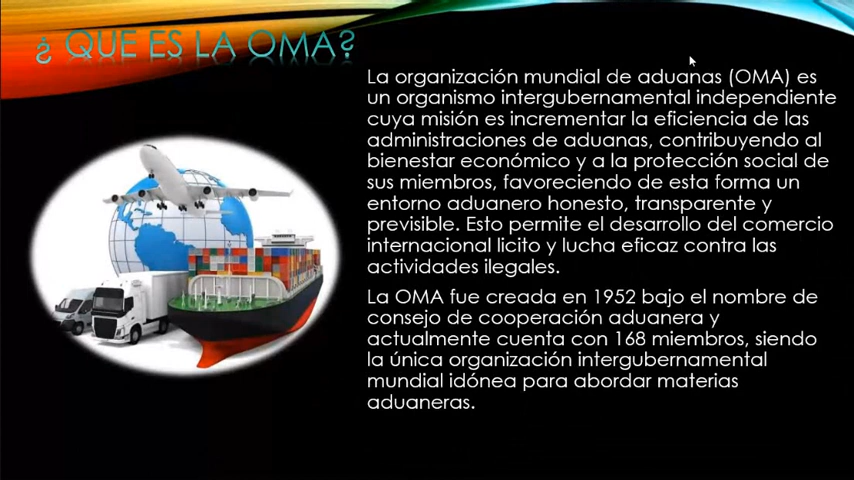 ¿ QUE ES LA OMA?
La organización mundial de aduanas (OMA) es
un organismo intergubernamental independiente
cuya misión es incrementar la eficiencia de las
administraciones de aduanas, contribuyendo al
bienestar económico y a la protección social de
sus miembros, favoreciendo de esta forma un
entorno aduanero honesto, transparente y
previsible. Esto permite el desarrollo del comercio
internacional licito y lucha eficaz contra las
actividades ilegales.
La OMA fue creada en 1952 bajo el nombre de
consejo de cooperación aduanera y
actualmente cuenta con 168 miembros, siendo
la única organización intergubernamental
mundial idónea para abordar materias
aduaneras.